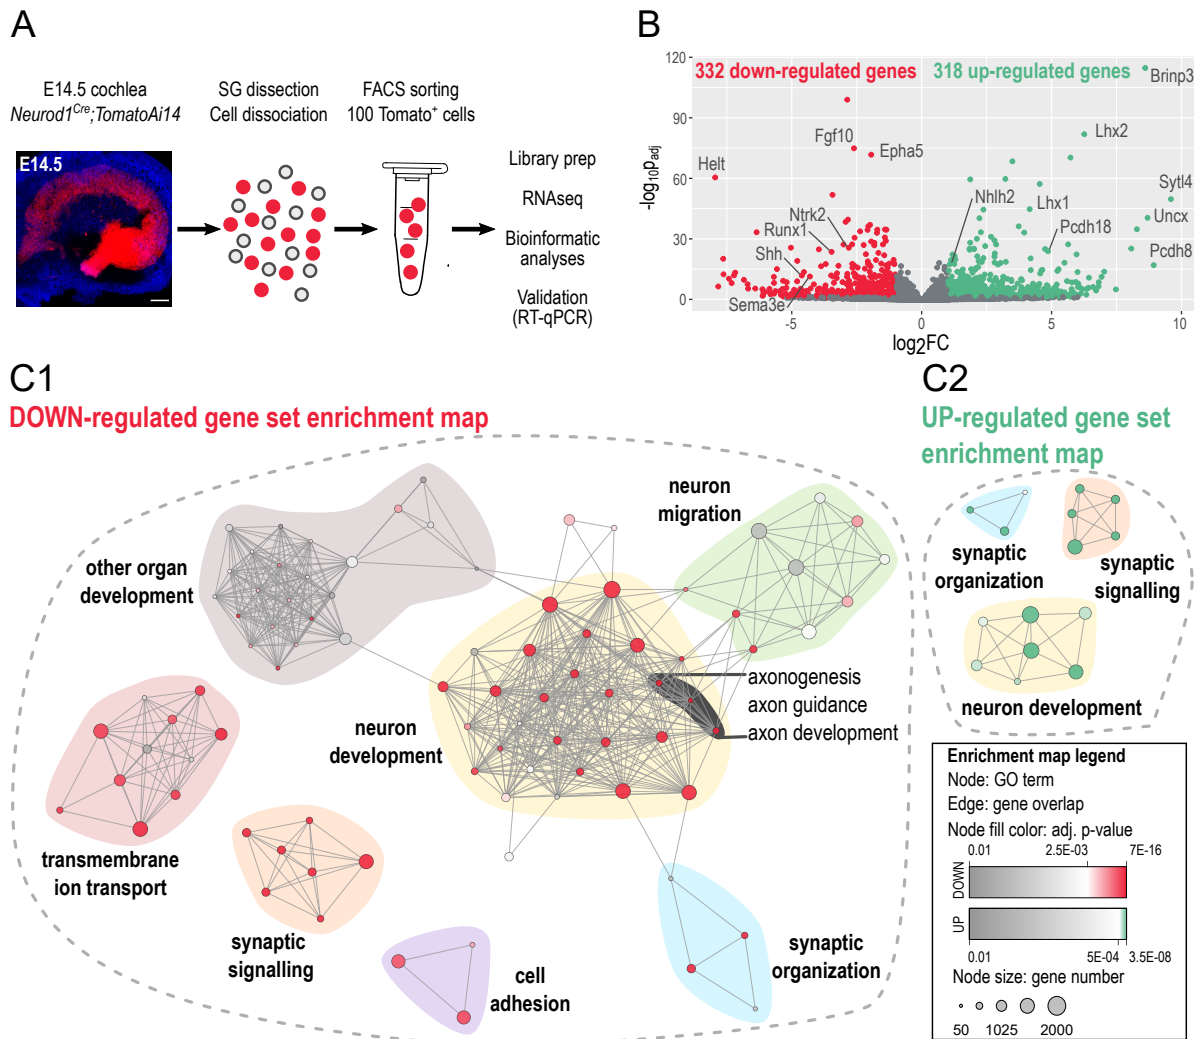 A
E14.5 cochlea
Neurod1Cre;TomatoAi14
E14.5
SG dissection
Cell dissociation
FACS sorting
100 Tomato+ cells
Library prep
RNAseq
Bioinformatic
analyses
Validation
(RT-qPCR)
B
332 down-regulated genes
318 up-regulated genes
120
90
60
30
0
-log10padj
-5
0
5
10
log2FC
Brinp3
Lhx2
Fgf10
Epha5
Helt
Sytl4
Nhlh2
Lhx1
Uncx
Ntrk2
Runx1
Pcdh18
Shh
Pcdh8
Sema3e
C1
DOWN-regulated gene set enrichment map
other organ
development
neuron
migration
neuron
development
axonogenesis
axon guidance
axon development
transmembrane
ion transport
synaptic
signalling
cell
adhesion
synaptic
organization
C2
UP-regulated gene set
enrichment map
synaptic
organization
synaptic
signalling
neuron development
Enrichment map legend
Node: GO term
Edge: gene overlap
Node fill color: adj. p-value
0.01
2.5E-03
7E-16
DOWN
UP
0.01
5E-04
3.5E-08
Node size: gene number
50
1025
2000